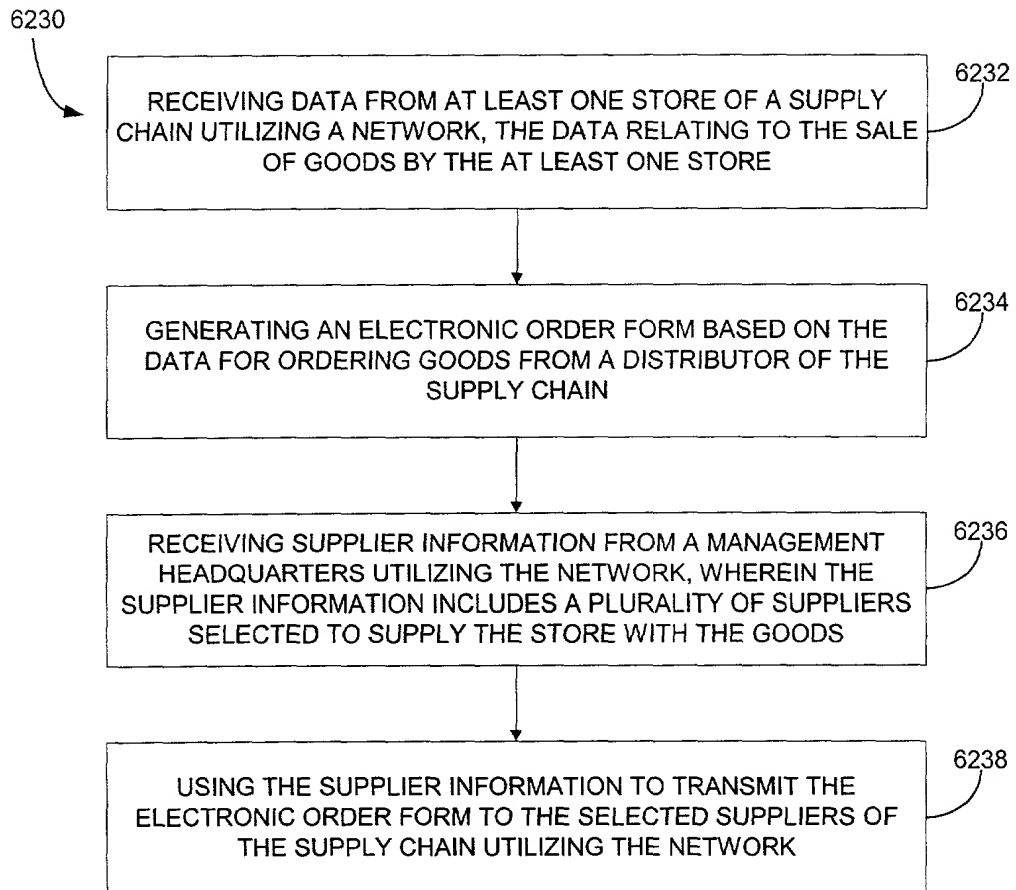 6230
6232
RECEIVING DATA FROM AT LEAST ONE STORE OF A SUPPLY
CHAIN UTILIZING A NETWORK, THE DATA RELATING TO THE SALE
OF GOODS BY THE AT LEAST ONE STORE
6234
GENERATING AN ELECTRONIC ORDER FORM BASED ON THE
DATA FOR ORDERING GOODS FROM A DISTRIBUTOR OF THE
SUPPLY CHAIN
6236
RECEIVING SUPPLIER INFORMATION FROM A MANAGEMENT
HEADQUARTERS UTILIZING THE NETWORK, WHEREIN THE
SUPPLIER INFORMATION INCLUDES A PLURALITY OF SUPPLIERS
SELECTED TO SUPPLY THE STORE WITH THE GOODS
6238
USING THE SUPPLIER INFORMATION TO TRANSMIT THE
ELECTRONIC ORDER FORM TO THE SELECTED SUPPLIERS OF
THE SUPPLY CHAIN UTILIZING THE NETWORK